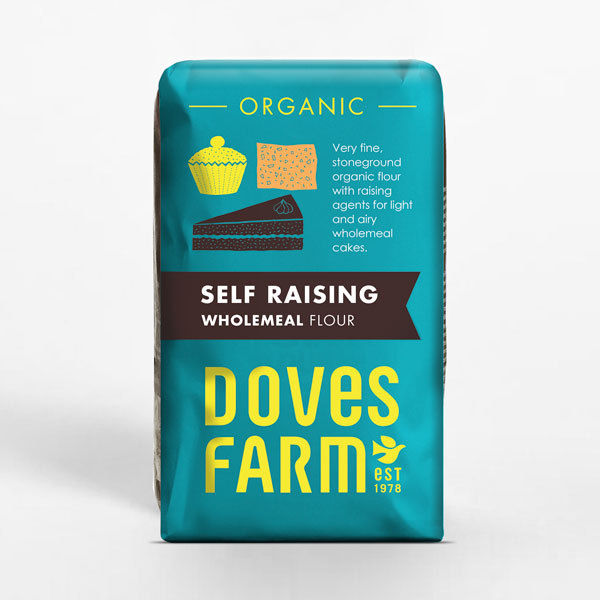 ORGANIC
Very fine,
stoneground
organic flour
with raising
agents for light
and airy
wholemeal
cakes.
SELF RAISING
WHOLEMEAL FLOUR
DOVES
FARM
EST
1978